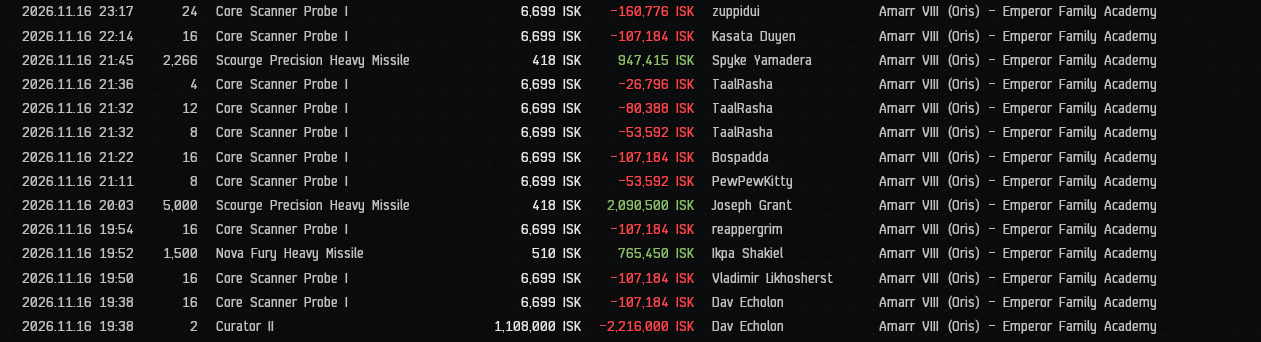 2026.11.16 23:17 24 Core Scanner Probe I 6,699 ISK -160,776 ISK zuppidui Amarr VIII (Oris) - Emperor Family Academy
2026.11.16 22:14 16 Core Scanner Probe I 6,699 ISK -107,184 ISK Kasata Duyen Amarr VIII (Oris) - Emperor Family Academy
2026.11.16 21:45 2,266 Scourge Precision Heavy Missile 418 ISK 947,415 ISK Spyke Yamadera Amarr VIII (Oris) - Emperor Family Academy
2026.11.16 21:36 4 Core Scanner Probe I 6,699 ISK -26,796 ISK TaalRasha Amarr VIII (Oris) - Emperor Family Academy
2026.11.16 21:32 12 Core Scanner Probe I 6,699 ISK -80,388 ISK TaalRasha Amarr VIII (Oris) - Emperor Family Academy
2026.11.16 21:32 8 Core Scanner Probe I 6,699 ISK -53,592 ISK TaalRasha Amarr VIII (Oris) - Emperor Family Academy
2026.11.16 21:22 16 Core Scanner Probe I 6,699 ISK -107,184 ISK Bospadda Amarr VIII (Oris) - Emperor Family Academy
2026.11.16 21:11 8 Core Scanner Probe I 6,699 ISK -53,592 ISK PewPewKitty Amarr VIII (Oris) - Emperor Family Academy
2026.11.16 20:03 5,000 Scourge Precision Heavy Missile 418 ISK 2,090,500 ISK Joseph Grant Amarr VIII (Oris) - Emperor Family Academy
2026.11.16 19:54 16 Core Scanner Probe I 6,699 ISK -107,184 ISK reappergrim Amarr VIII (Oris) - Emperor Family Academy
2026.11.16 19:52 1,500 Nova Fury Heavy Missile 510 ISK 765,450 ISK Ikpa Shakiel Amarr VIII (Oris) - Emperor Family Academy
2026.11.16 19:50 16 Core Scanner Probe I 6,699 ISK -107,184 ISK Vladimir Likhosherst Amarr VIII (Oris) - Emperor Family Academy
2026.11.16 19:38 16 Core Scanner Probe I 6,699 ISK -107,184 ISK Dav Echolon Amarr VIII (Oris) - Emperor Family Academy
2026.11.16 19:38 2 Curator II 1,108,000 ISK -2,216,000 ISK Dav Echolon Amarr VIII (Oris) - Emperor Family Academy